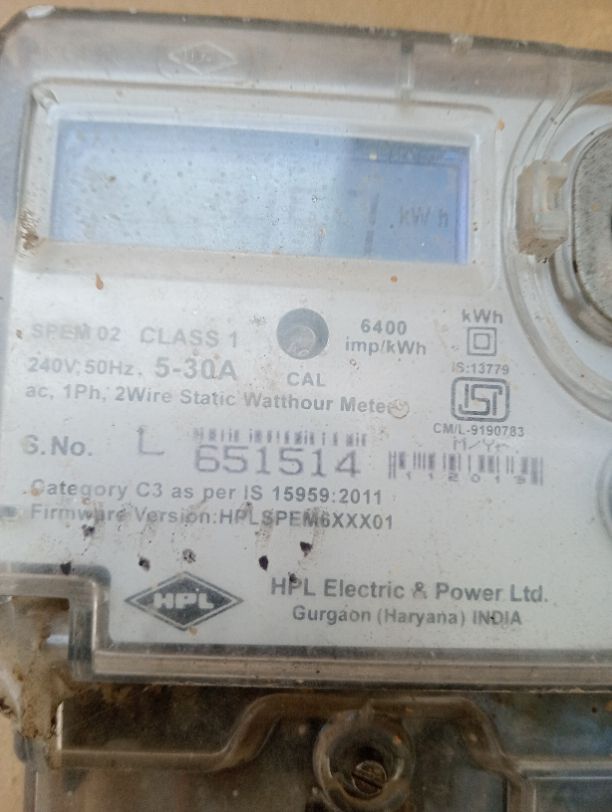 kWh
SPEM 02 CLASS 1
6400
imp/kWh
kWh
240V, 50Hz, 5-30A
CAL
IS:13779
ISI
ac, 1Ph, 2Wire Static Watthour Meter
CM/L-9190783
M/Yr
S.No. L 651514
Category C3 as per IS 15959:2011
Firmware Version:HPLSPEM6XXX01
HPL
HPL Electric & Power Ltd.
Gurgaon (Haryana) INDIA